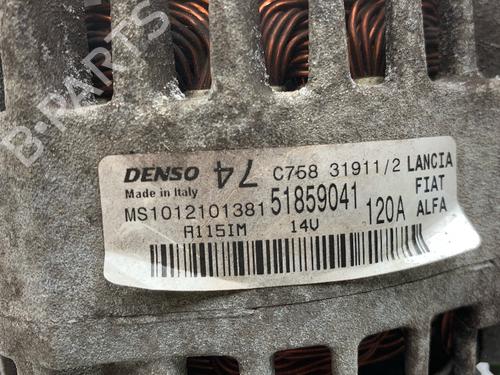 B-PARTS
DENSO 74 C758 31911/2 LANCIA
Made in Italy FIAT
MS1012101381 51859041 120A ALFA
A115IM 14V